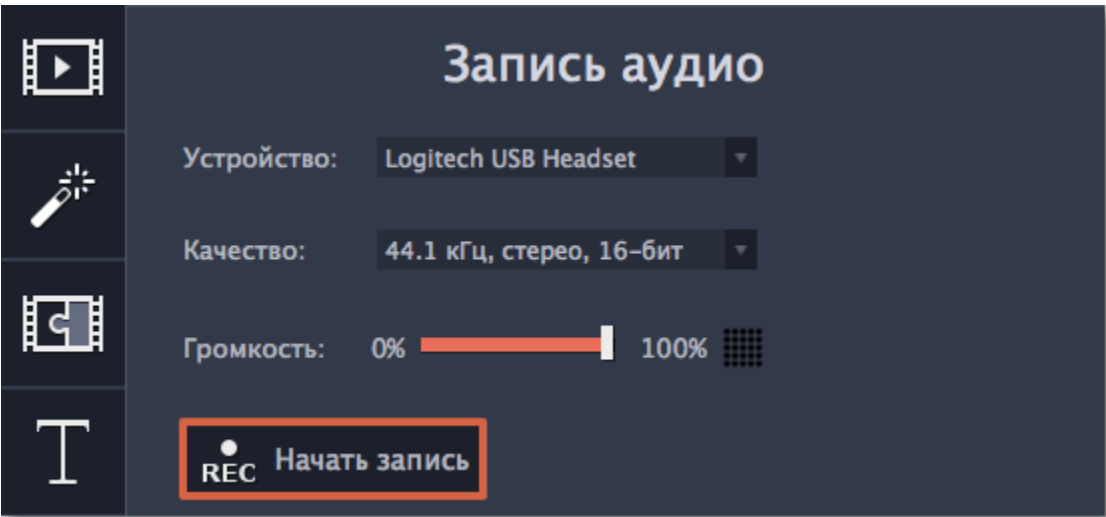 Запись аудио
Устройство: Logitech USB Headset
Качество: 44.1 кГц, стерео, 16-бит
Громкость: 0% 100%
REC Начать запись
T